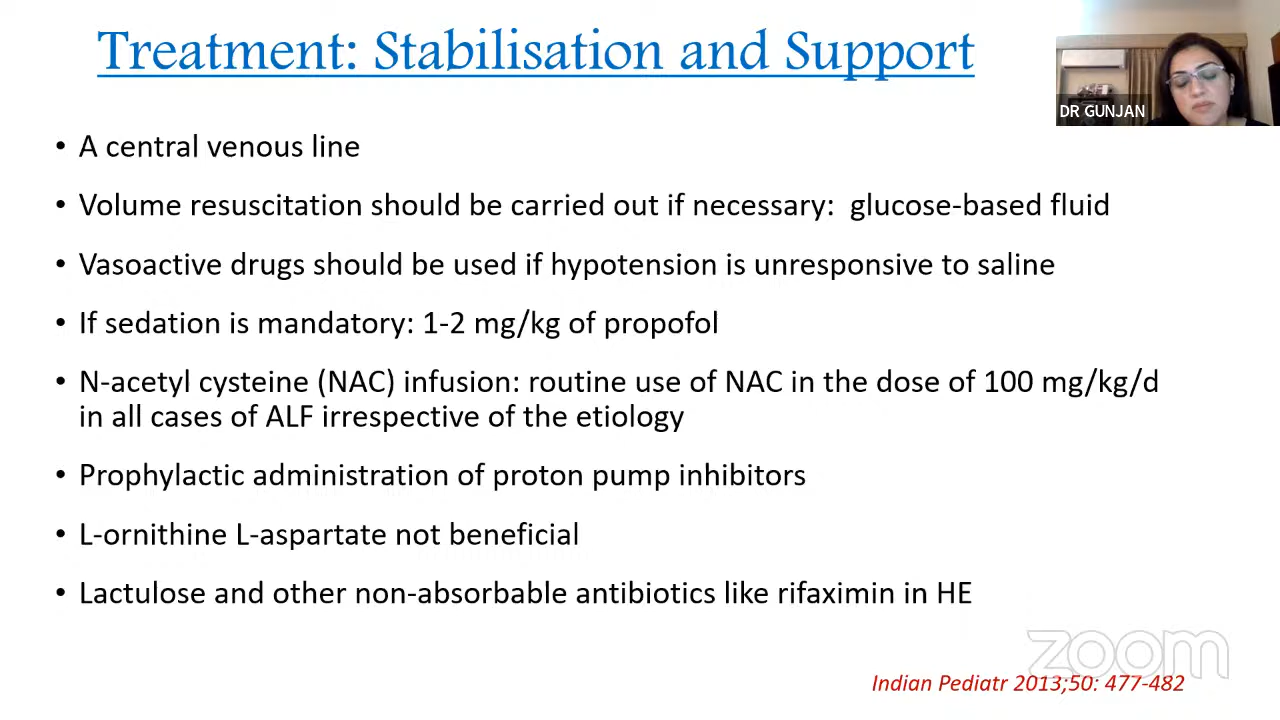 Treatment: Stabilisation and Support
DR GUNJAN
• A central venous line
• Volume resuscitation should be carried out if necessary:  glucose-based fluid
• Vasoactive drugs should be used if hypotension is unresponsive to saline
• If sedation is mandatory: 1-2 mg/kg of propofol
• N-acetyl cysteine (NAC) infusion: routine use of NAC in the dose of 100 mg/kg/d
in all cases of ALF irrespective of the etiology
• Prophylactic administration of proton pump inhibitors
• L-ornithine L-aspartate not beneficial
• Lactulose and other non-absorbable antibiotics like rifaximin in HE
zoom
Indian Pediatr 2013;50: 477-482